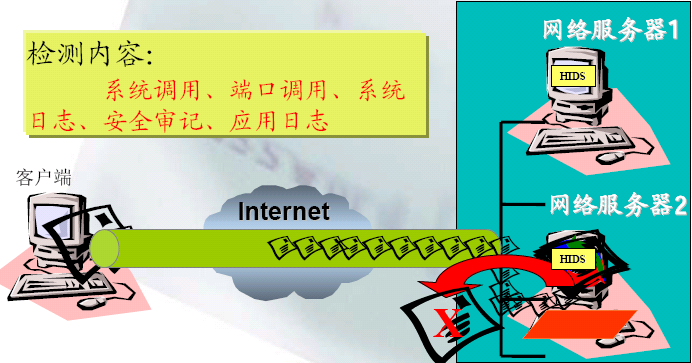 检测内容:
系统调用、端口调用、系统
日志、安全审记、应用日志
网络服务器1
HIDS
客户端
Internet
网络服务器2
HIDS
X